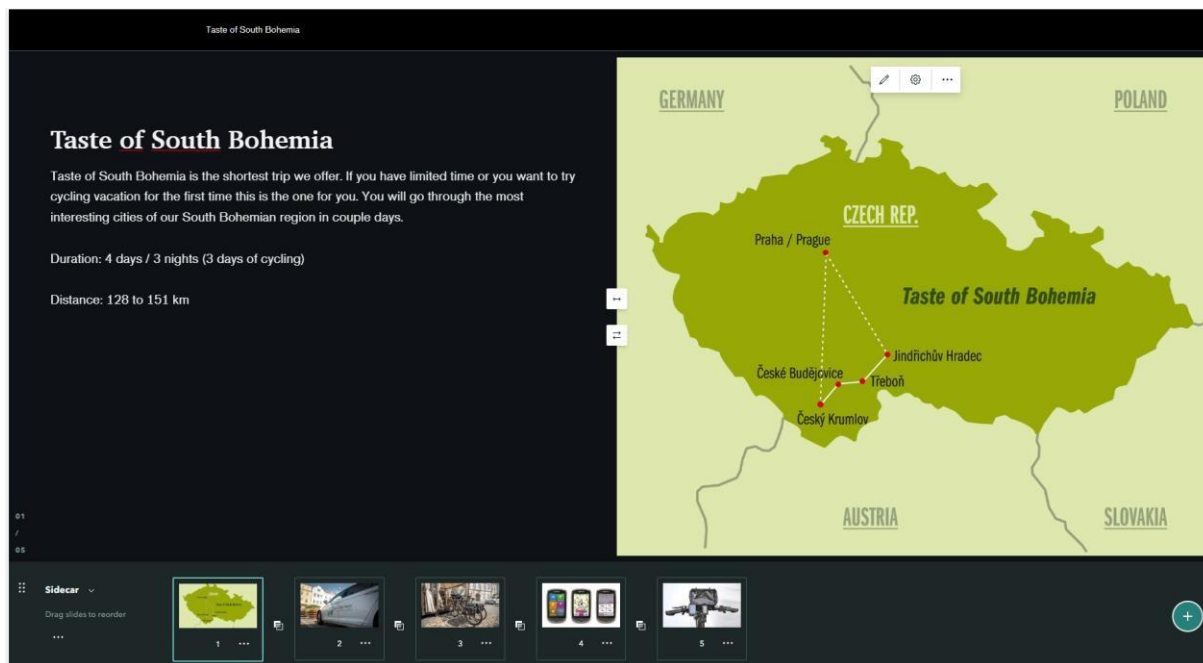 Taste of South Bohemia
Taste of South Bohemia
Taste of South Bohemia is the shortest trip we offer. If you have limited time or you want to try
cycling vacation for the first time this is the one for you. You will go through the most
interesting cities of our South Bohemian region in couple days.
Duration: 4 days / 3 nights (3 days of cycling)
Distance: 128 to 151 km
GERMANY
POLAND
CZECH REP.
Praha / Prague
Taste of South Bohemia
Jindřichův Hradec
České Budějovice
Třeboň
Český Krumlov
AUSTRIA
SLOVAKIA
01
/
05
Sidecar
Drag slides to reorder
1
2
3
4
5